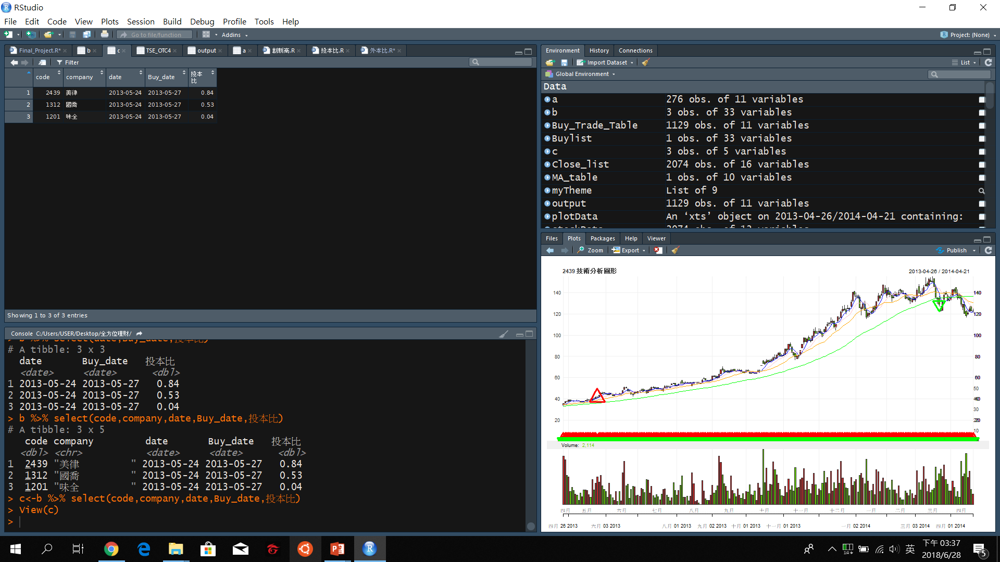 RStudio
File Edit Code View Plots Session Build Debug Profile Tools Help
Go to file/function Addins Project: (None)
Final_Project.R* b c TSE_OTC4 output a 創新高.R 投本比.R 外本比.R*
Filter
code company date Buy_date 投本比
1 2439 美律 2013-05-24 2013-05-27 0.84
2 1312 國喬 2013-05-24 2013-05-27 0.53
3 1201 味全 2013-05-24 2013-05-27 0.04
Showing 1 to 3 of 3 entries
Console C:/Users/USER/Desktop/全方位理財/
> b %>% select(date,Buy_date,投本比)
# A tibble: 3 x 3
date Buy_date 投本比
<date> <date> <dbl>
1 2013-05-24 2013-05-27 0.84
2 2013-05-24 2013-05-27 0.53
3 2013-05-24 2013-05-27 0.04
> b %>% select(code,company,date,Buy_date,投本比)
# A tibble: 3 x 5
code company date Buy_date 投本比
<dbl> <chr> <date> <date> <dbl>
1 2439 "美律 " 2013-05-24 2013-05-27 0.84
2 1312 "國喬 " 2013-05-24 2013-05-27 0.53
3 1201 "味全 " 2013-05-24 2013-05-27 0.04
> c<-b %>% select(code,company,date,Buy_date,投本比)
> View(c)
>
Environment History Connections
Import Dataset List
Global Environment
Data
a 276 obs. of 11 variables
b 3 obs. of 33 variables
Buy_Trade_Table 1129 obs. of 11 variables
Buylist 1 obs. of 33 variables
c 3 obs. of 5 variables
Close_list 2074 obs. of 16 variables
MA_table 1 obs. of 10 variables
myTheme List of 9
output 1129 obs. of 11 variables
plotData An ‘xts’ object on 2013-04-26/2014-04-21 containing:
Files Plots Packages Help Viewer
Zoom Export Publish
2439 技術分析圖形 2013-04-26 / 2014-04-21
140 140
120 120
100 100
80 80
60 60
50
40 40
30
20 20
10
Volume: 2,114
四月 五月 六月 七月 八月 九月 十月 十一月 十二月 一月 二月 三月 四月
四月 26 2013 六月 03 2013 八月 01 2013 九月 02 2013 十月 01 2013 十一月 01 2013 一月 02 2014 三月 03 2014 四月 01 2014
英
下午 03:37
2018/6/28
5